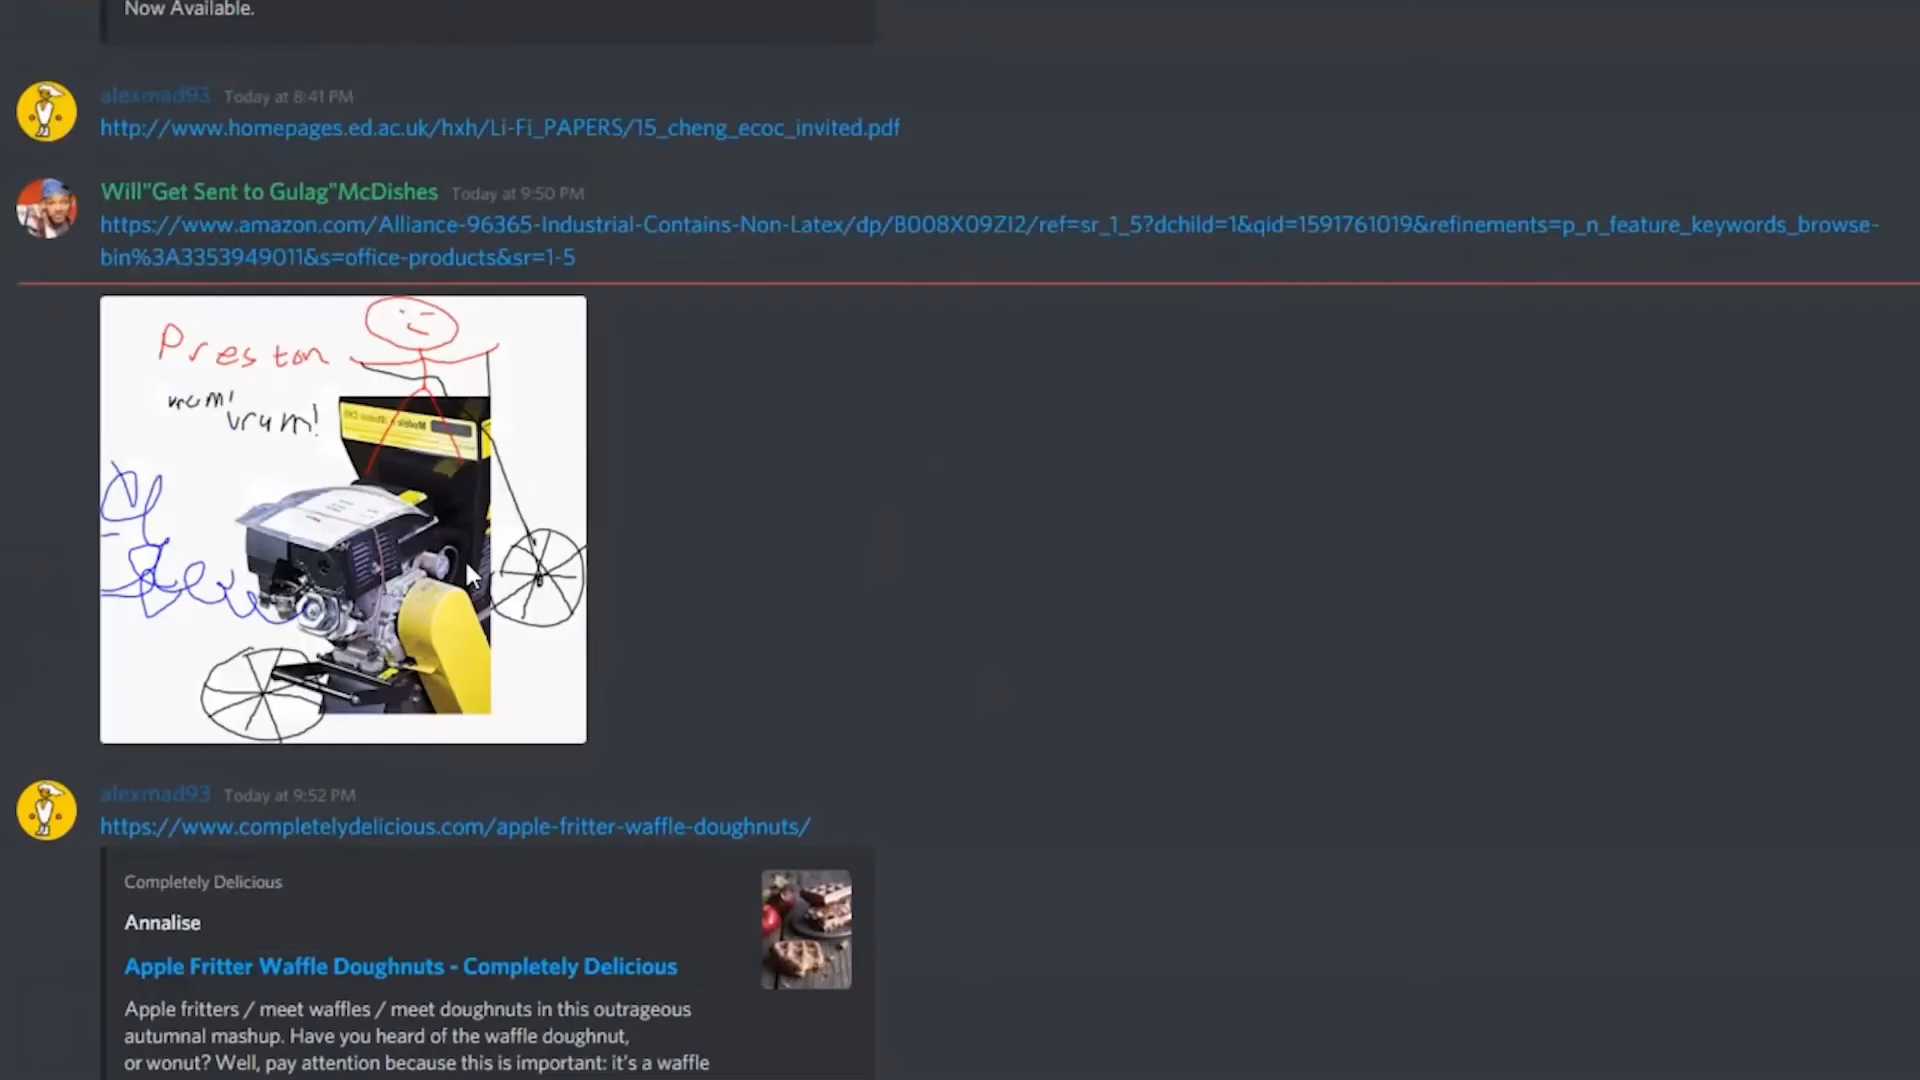 Now Available.
alexmad93 Today at 8:41 PM
http://www.homepages.ed.ac.uk/hxh/Li-Fi_PAPERS/15_cheng_ecoc_invited.pdf
Will"Get Sent to Gulag"McDishes Today at 9:50 PM
https://www.amazon.com/Alliance-96365-Industrial-Contains-Non-Latex/dp/B008X09ZI2/ref=sr_1_5?dchild=1&qid=1591761019&refinements=p_n_feature_keywords_browse-
bin%3A3353949011&s=office-products&sr=1-5
Preston
vrum!
vrum!
alexmad93 Today at 9:52 PM
https://www.completelydelicious.com/apple-fritter-waffle-doughnuts/
Completely Delicious
Annalise
Apple Fritter Waffle Doughnuts - Completely Delicious
Apple fritters / meet waffles / meet doughnuts in this outrageous
autumnal mashup. Have you heard of the waffle doughnut,
or wonut? Well, pay attention because this is important: it's a waffle